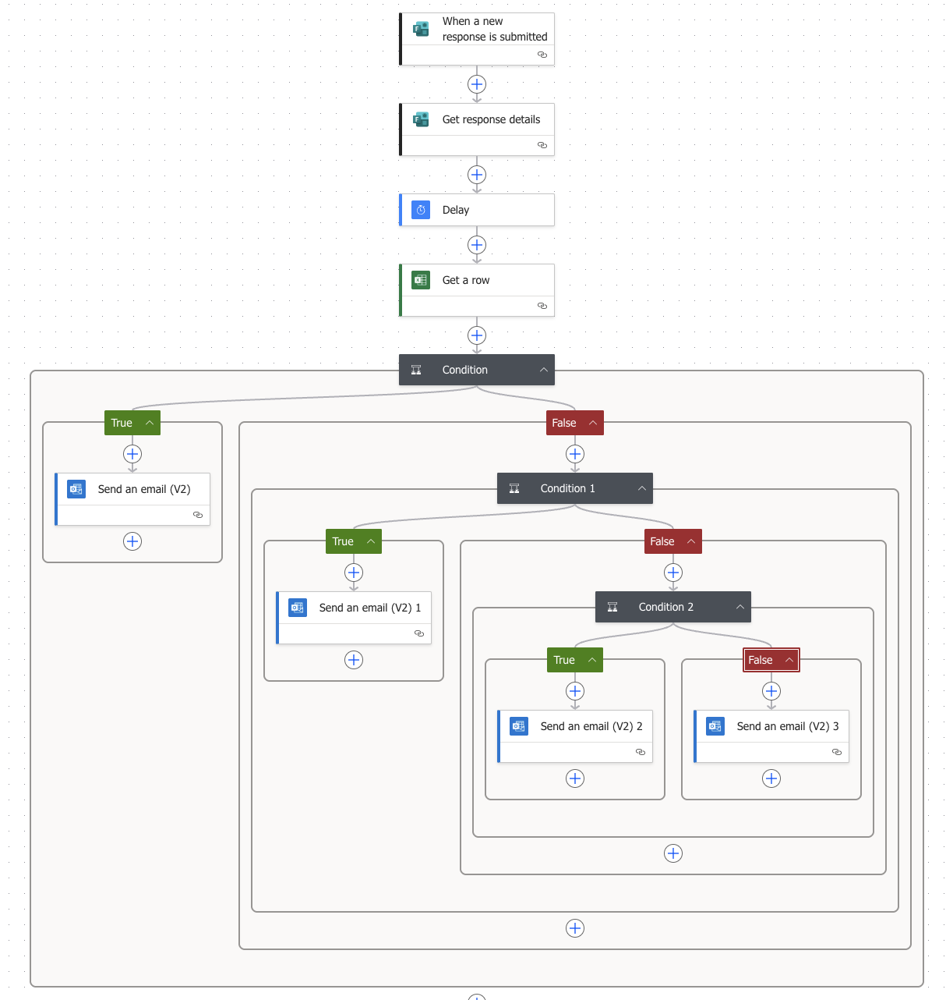 When a new
response is submitted
Get response details
Delay
Get a row
Condition
True
False
Send an email (V2)
Condition 1
True
False
Send an email (V2) 1
Condition 2
True
False
Send an email (V2) 2
Send an email (V2) 3